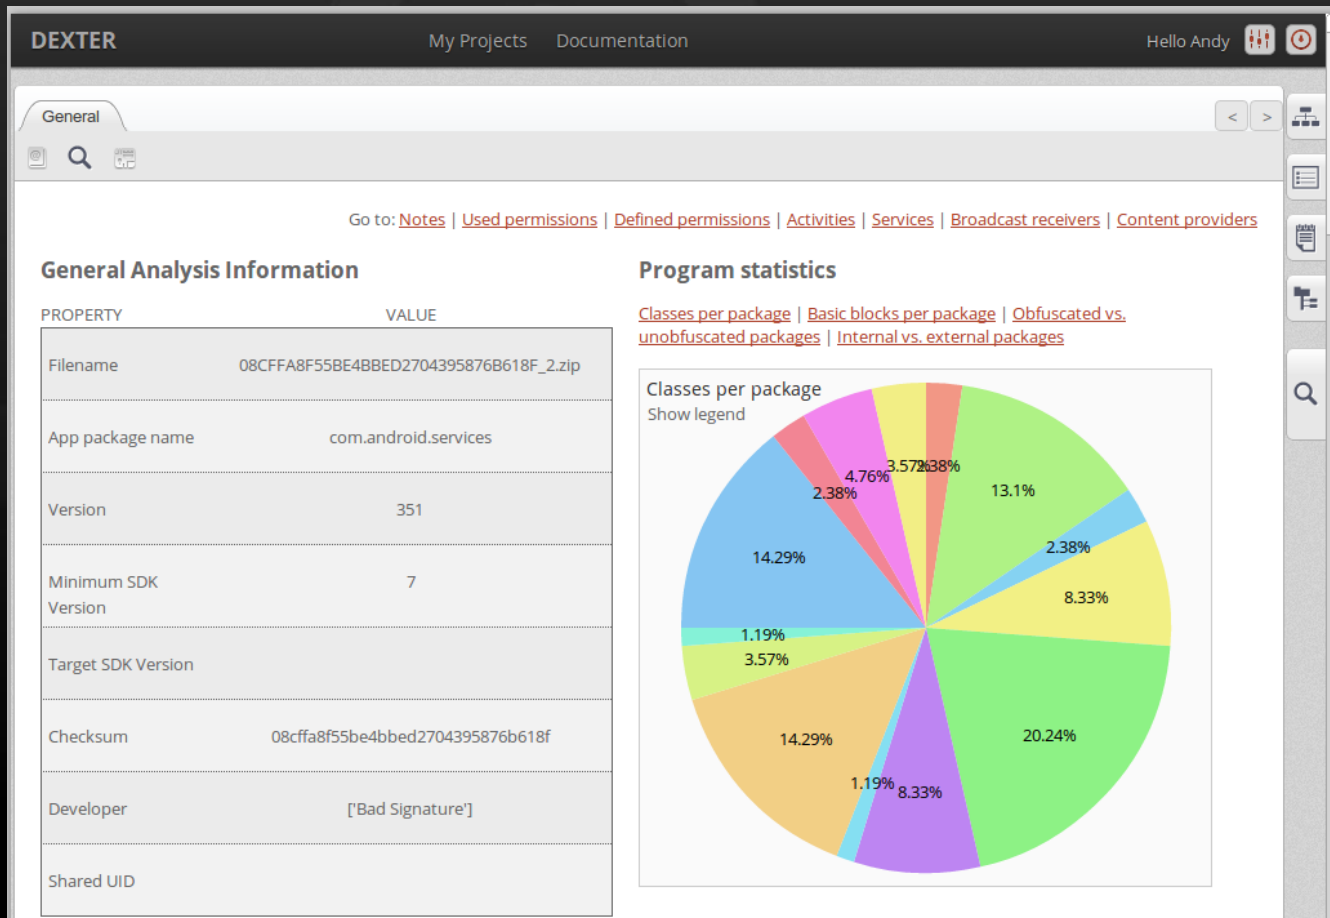 DEXTER
My Projects Documentation
Hello Andy
General
< >
Go to: Notes | Used permissions | Defined permissions | Activities | Services | Broadcast receivers | Content providers
General Analysis Information
PROPERTY VALUE
Filename 08CFFA8F55BE4BBED2704395876B618F_2.zip
App package name com.android.services
Version 351
Minimum SDK
Version
7
Target SDK Version
Checksum 08cffa8f55be4bbed2704395876b618f
Developer ['Bad Signature']
Shared UID
Program statistics
Classes per package | Basic blocks per package | Obfuscated vs.
unobfuscated packages | Internal vs. external packages
Classes per package
Show legend
3.57% 2.38%
4.76%
2.38%
13.1%
2.38%
14.29%
8.33%
1.19%
3.57%
14.29%
20.24%
1.19%
8.33%